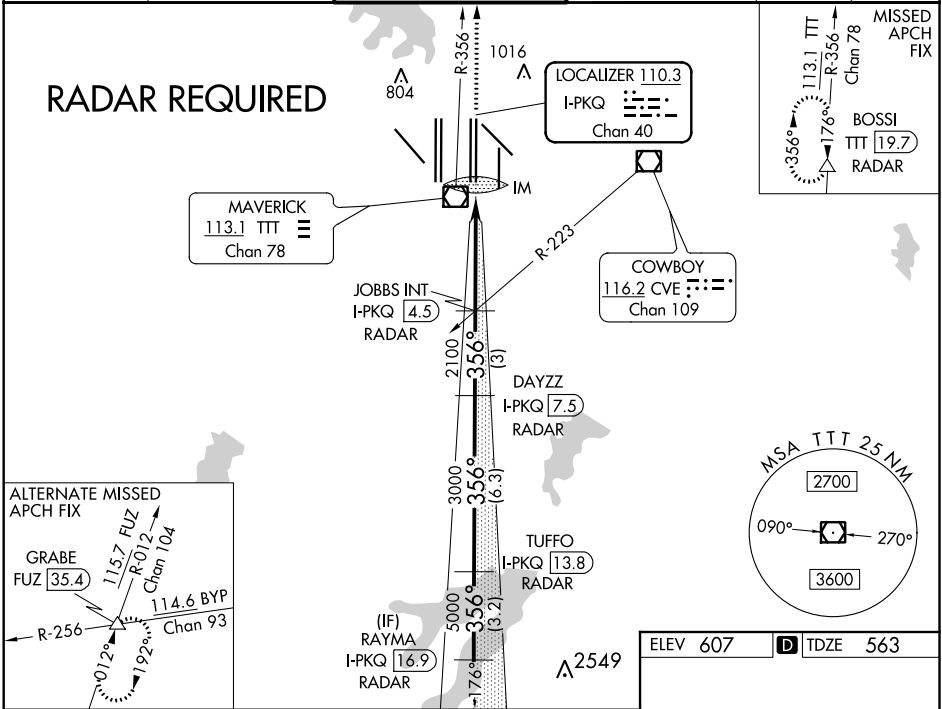 RADAR REQUIRED
804
R-356
1016
LOCALIZER 110.3
I-PKQ
Chan 40
MISSED
APCH
FIX
113.1 TTT
R-356
Chan 78
356°
176°
BOSSI
TTT 19.7
RADAR
IM
MAVERICK
113.1 TTT
Chan 78
R-223
COWBOY
116.2 CVE
Chan 109
JOBBS INT
I-PKQ 4.5
RADAR
2100
356°
(3)
DAYZZ
I-PKQ 7.5
RADAR
3000
356°
(6.3)
MSA TTT 25 NM
2700
090°
270°
3600
ALTERNATE MISSED
APCH FIX
GRABE
FUZ 35.4
115.7 FUZ
R-012
Chan 104
114.6 BYP
Chan 93
R-256
012°
192°
TUFFO
I-PKQ 13.8
RADAR
5000
356°
(3.2)
(IF)
RAYMA
I-PKQ 16.9
RADAR
176°
2549
ELEV 607 D TDZE 563